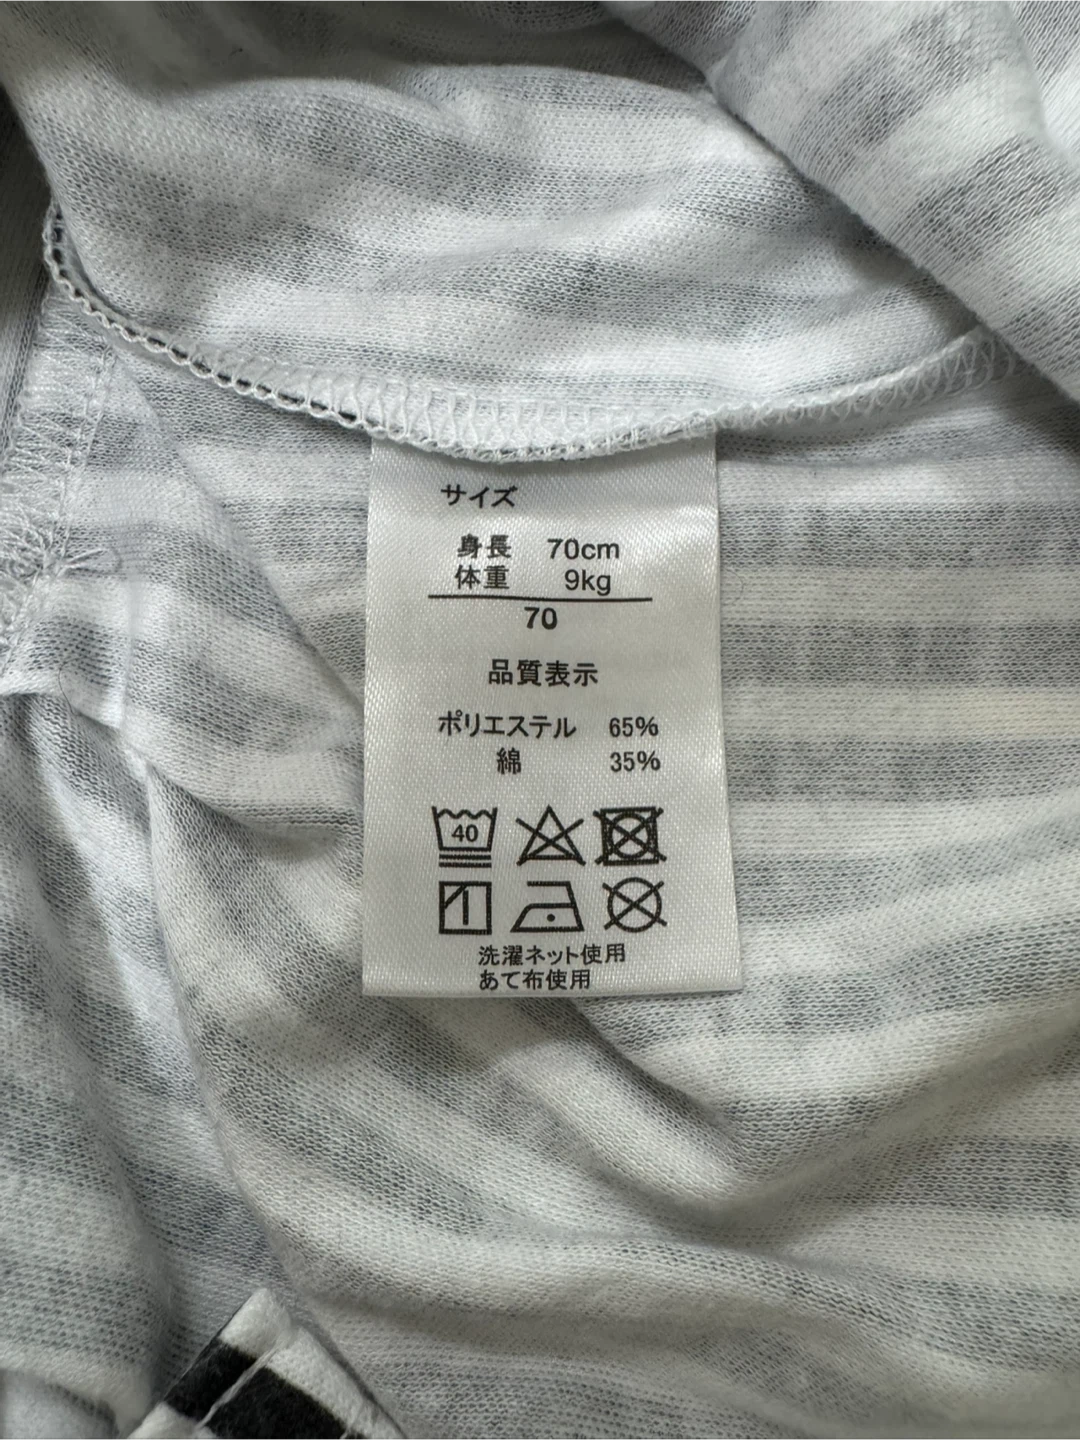 サイズ
身長 70cm
体重 9kg
70
品質表示
ポリエステル 65%
綿 35%
40
洗濯ネット使用
あて布使用